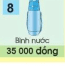 8
Bình nước
35 000 đồng